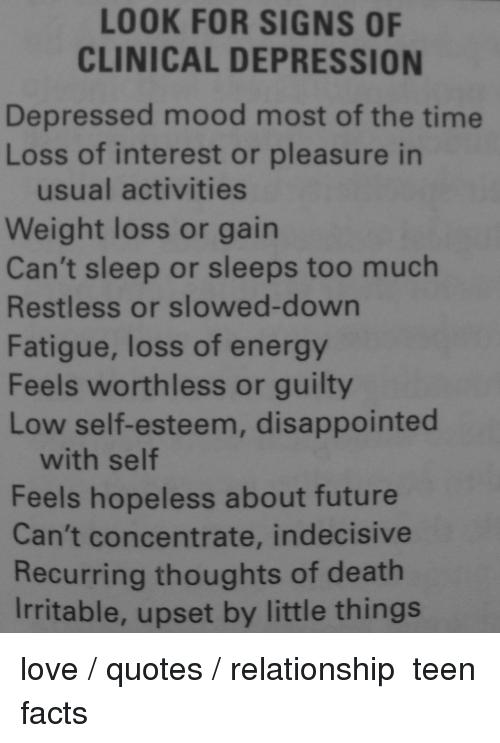 LOOK FOR SIGNS OF
CLINICAL DEPRESSION
Depressed mood most of the time
Loss of interest or pleasure in
usual activities
Weight loss or gain
Can't sleep or sleeps too much
Restless or slowed-down
Fatigue, loss of energy
Feels worthless or guilty
Low self-esteem, disappointed
with self
Feels hopeless about future
Can't concentrate, indecisive
Recurring thoughts of death
Irritable, upset by little things
love / quotes / relationship teen
facts